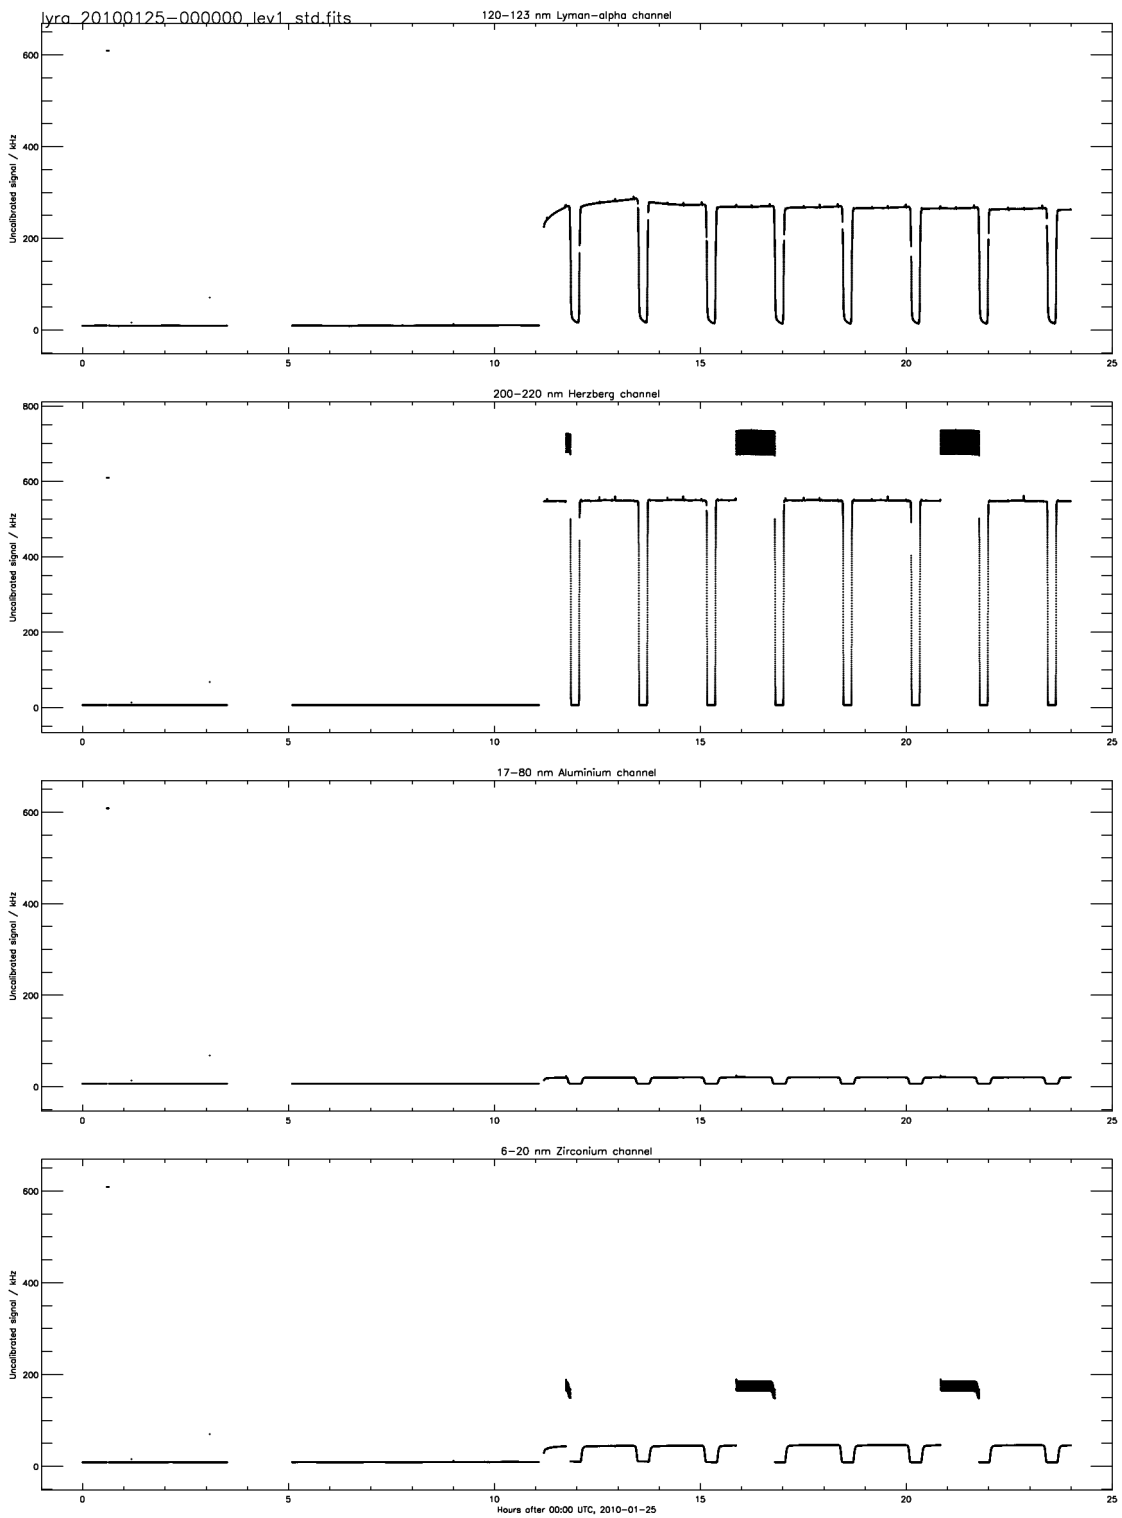 lyra_20100125-000000_lev1_std.fits
120-123 nm Lyman-alpha channel
600
400
200
0
Uncalibrated signal / kHz
0 5 10 15 20 25
200-220 nm Herzberg channel
800
600
400
200
0
Uncalibrated signal / kHz
0 5 10 15 20 25
17-80 nm Aluminium channel
600
400
200
0
Uncalibrated signal / kHz
0 5 10 15 20 25
6-20 nm Zirconium channel
600
400
200
0
Uncalibrated signal / kHz
0 5 10 15 20 25
Hours after 00:00 UTC, 2010-01-25